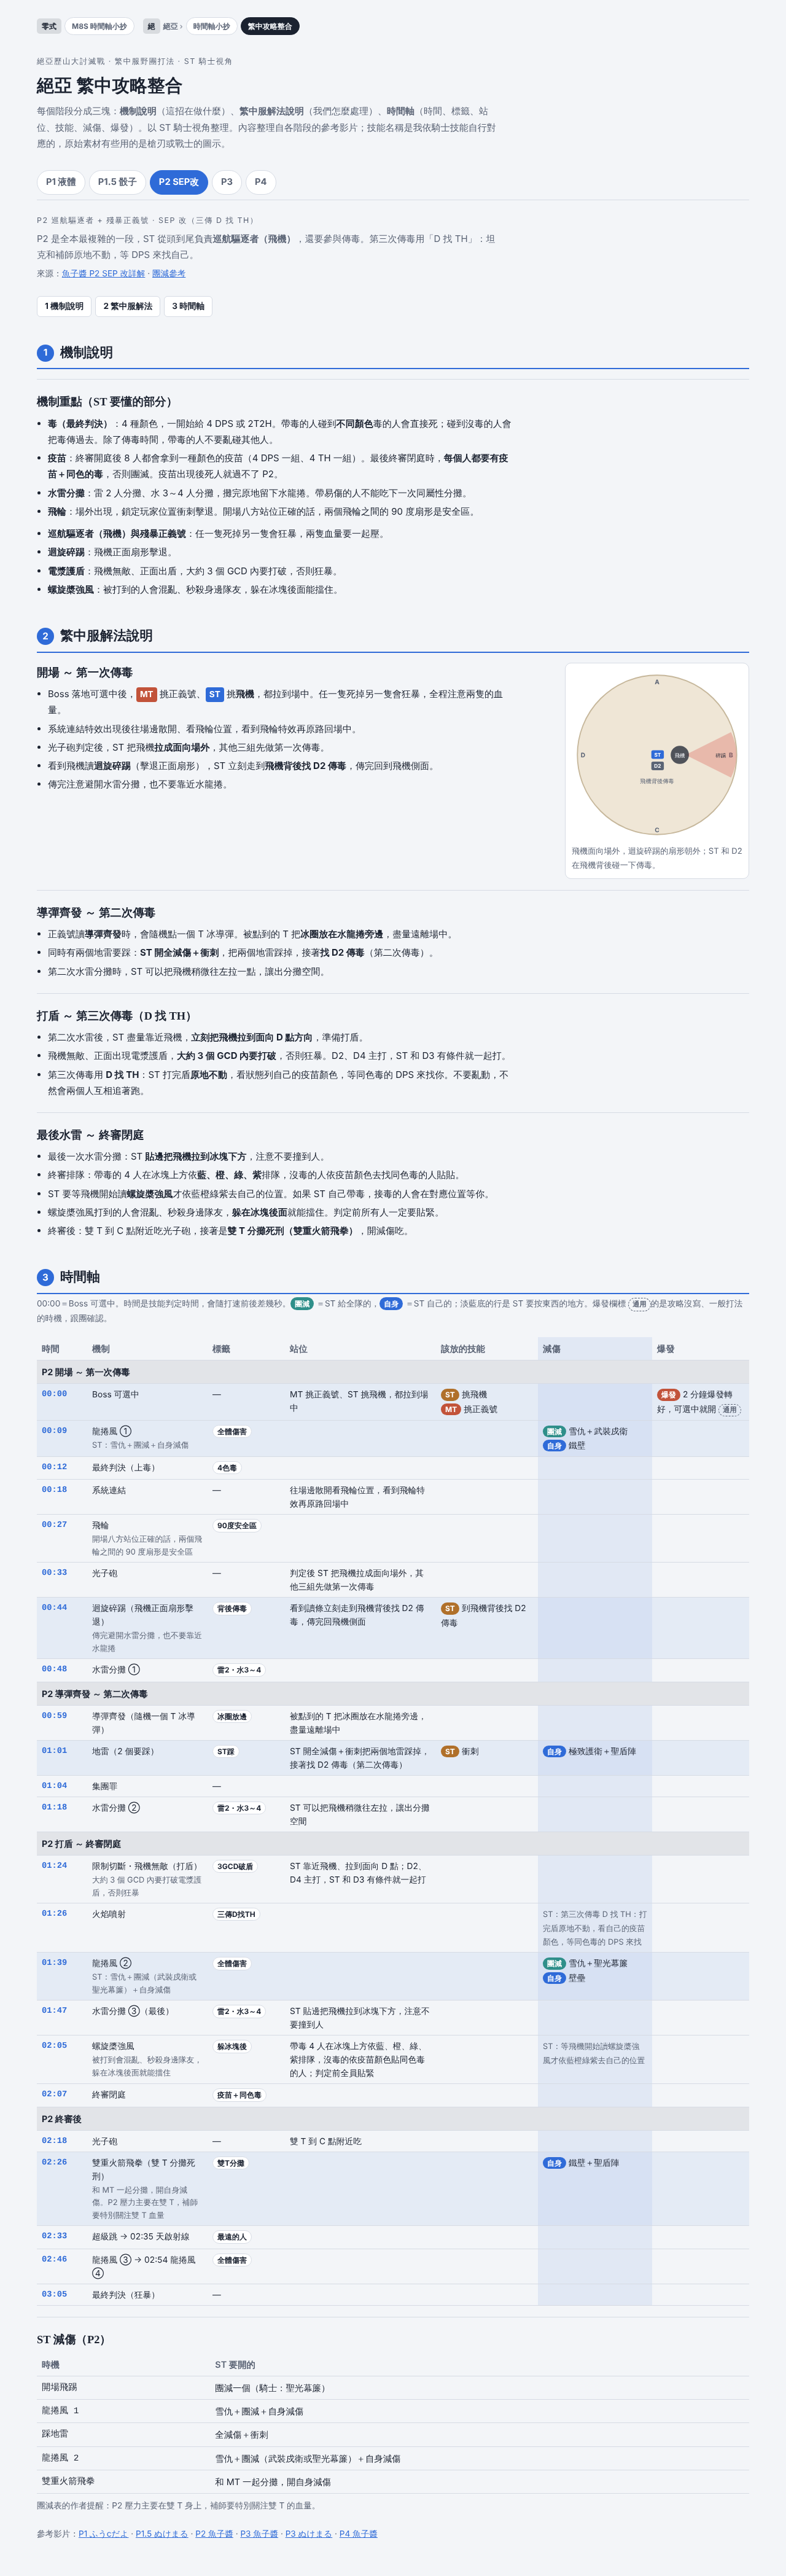 零式 M8S 時間軸小抄 絕 絕亞 › 時間軸小抄 繁中攻略整合
絕亞歷山大討滅戰 · 繁中服野團打法 · ST 騎士視角
絕亞 繁中攻略整合
每個階段分成三塊：機制說明（這招在做什麼）、繁中服解法說明（我們怎麼處理）、時間軸（時間、標籤、站
位、技能、減傷、爆發）。以 ST 騎士視角整理。內容整理自各階段的參考影片；技能名稱是我依騎士技能自行對
應的，原始素材有些用的是槍刃或戰士的圖示。
P1 液體 P1.5 骰子 P2 SEP改 P3 P4
P2 巡航驅逐者 + 殘暴正義號 · SEP 改（三傳 D 找 TH）
P2 是全本最複雜的一段，ST 從頭到尾負責巡航驅逐者（飛機），還要參與傳毒。第三次傳毒用「D 找 TH」：坦
克和補師原地不動，等 DPS 來找自己。
來源：魚子醬 P2 SEP 改詳解 · 團減參考
1 機制說明 2 繁中服解法 3 時間軸
1 機制說明
機制重點（ST 要懂的部分）
• 毒（最終判決）：4 種顏色，一開始給 4 DPS 或 2T2H。帶毒的人碰到不同顏色毒的人會直接死；碰到沒毒的人會
把毒傳過去。除了傳毒時間，帶毒的人不要亂碰其他人。
• 疫苗：終審開庭後 8 人都會拿到一種顏色的疫苗（4 DPS 一組、4 TH 一組）。最後終審閉庭時，每個人都要有疫
苗＋同色的毒，否則團滅。疫苗出現後死人就過不了 P2。
• 水雷分攤：雷 2 人分攤、水 3～4 人分攤，攤完原地留下水龍捲。帶易傷的人不能吃下一次同屬性分攤。
• 飛輪：場外出現，鎖定玩家位置衝刺擊退。開場八方站位正確的話，兩個飛輪之間的 90 度扇形是安全區。
• 巡航驅逐者（飛機）與殘暴正義號：任一隻死掉另一隻會狂暴，兩隻血量要一起壓。
• 迴旋碎踢：飛機正面扇形擊退。
• 電漿護盾：飛機無敵、正面出盾，大約 3 個 GCD 內要打破，否則狂暴。
• 螺旋槳強風：被打到的人會混亂、秒殺身邊隊友，躲在冰塊後面能擋住。
2 繁中服解法說明
開場 ～ 第一次傳毒
• Boss 落地可選中後，MT 挑正義號、ST 挑飛機，都拉到場中。任一隻死掉另一隻會狂暴，全程注意兩隻的血
量。
• 系統連結特效出現後往場邊散開、看飛輪位置，看到飛輪特效再原路回場中。
• 光子砲判定後，ST 把飛機拉成面向場外，其他三組先做第一次傳毒。
• 看到飛機讀迴旋碎踢（擊退正面扇形），ST 立刻走到飛機背後找 D2 傳毒，傳完回到飛機側面。
• 傳完注意避開水雷分攤，也不要靠近水龍捲。
A
D ST 飛機 碎踢 B
D2
飛機背後傳毒
C
飛機面向場外，迴旋碎踢的扇形朝外；ST 和 D2
在飛機背後碰一下傳毒。
導彈齊發 ～ 第二次傳毒
• 正義號讀導彈齊發時，會隨機點一個 T 冰導彈。被點到的 T 把冰圈放在水龍捲旁邊，盡量遠離場中。
• 同時有兩個地雷要踩：ST 開全減傷＋衝刺，把兩個地雷踩掉，接著找 D2 傳毒（第二次傳毒）。
• 第二次水雷分攤時，ST 可以把飛機稍微往左拉一點，讓出分攤空間。
打盾 ～ 第三次傳毒（D 找 TH）
• 第二次水雷後，ST 盡量靠近飛機，立刻把飛機拉到面向 D 點方向，準備打盾。
• 飛機無敵、正面出現電漿護盾，大約 3 個 GCD 內要打破，否則狂暴。D2、D4 主打，ST 和 D3 有條件就一起打。
• 第三次傳毒用 D 找 TH：ST 打完盾原地不動，看狀態列自己的疫苗顏色，等同色毒的 DPS 來找你。不要亂動，不
然會兩個人互相追著跑。
最後水雷 ～ 終審閉庭
• 最後一次水雷分攤：ST 貼邊把飛機拉到冰塊下方，注意不要撞到人。
• 終審排隊：帶毒的 4 人在冰塊上方依藍、橙、綠、紫排隊，沒毒的人依疫苗顏色去找同色毒的人貼貼。
• ST 要等飛機開始讀螺旋槳強風才依藍橙綠紫去自己的位置。如果 ST 自己帶毒，接毒的人會在對應位置等你。
• 螺旋槳強風打到的人會混亂、秒殺身邊隊友，躲在冰塊後面就能擋住。判定前所有人一定要貼緊。
• 終審後：雙 T 到 C 點附近吃光子砲，接著是雙 T 分攤死刑（雙重火箭飛拳），開減傷吃。
3 時間軸
00:00＝Boss 可選中。時間是技能判定時間，會隨打速前後差幾秒。團減 ＝ST 給全隊的，自身 ＝ST 自己的；淡藍底的行是 ST 要按東西的地方。爆發欄標 通用 的是攻略沒寫、一般打法
的時機，跟團確認。
時間 機制 標籤 站位 該放的技能 減傷 爆發
P2 開場 ～ 第一次傳毒
00:00 Boss 可選中 — MT 挑正義號、ST 挑飛機，都拉到場 ST 挑飛機 爆發 2 分鐘爆發轉
中 MT 挑正義號 好，可選中就開 通用
00:09 龍捲風 ① 全體傷害 團減 雪仇＋武裝戍衛
ST：雪仇＋團減＋自身減傷 自身 鐵壁
00:12 最終判決（上毒） 4色毒
00:18 系統連結 — 往場邊散開看飛輪位置，看到飛輪特
效再原路回場中
00:27 飛輪 90度安全區
開場八方站位正確的話，兩個飛
輪之間的 90 度扇形是安全區
00:33 光子砲 — 判定後 ST 把飛機拉成面向場外，其
他三組先做第一次傳毒
00:44 迴旋碎踢（飛機正面扇形擊 背後傳毒 看到讀條立刻走到飛機背後找 D2 傳 ST 到飛機背後找 D2
退） 毒，傳完回到飛機側面 傳毒
傳完避開水雷分攤，也不要靠近
水龍捲
00:48 水雷分攤 ① 雷2・水3～4
P2 導彈齊發 ～ 第二次傳毒
00:59 導彈齊發（隨機一個 T 冰導 冰圈放邊 被點到的 T 把冰圈放在水龍捲旁邊，
彈） 盡量遠離場中
01:01 地雷（2 個要踩） ST踩 ST 開全減傷＋衝刺把兩個地雷踩掉， ST 衝刺 自身 極致護衛＋聖盾陣
接著找 D2 傳毒（第二次傳毒）
01:04 集團罪 —
01:18 水雷分攤 ② 雷2・水3～4 ST 可以把飛機稍微往左拉，讓出分攤
空間
P2 打盾 ～ 終審閉庭
01:24 限制切斷・飛機無敵（打盾） 3GCD破盾 ST 靠近飛機、拉到面向 D 點；D2、
大約 3 個 GCD 內要打破電漿護 D4 主打，ST 和 D3 有條件就一起打
盾，否則狂暴
01:26 火焰噴射 三傳D找TH ST：第三次傳毒 D 找 TH：打
完盾原地不動，看自己的疫苗
顏色，等同色毒的 DPS 來找
01:39 龍捲風 ② 全體傷害 團減 雪仇＋聖光幕簾
ST：雪仇＋團減（武裝戍衛或 自身 壁壘
聖光幕簾）＋自身減傷
01:47 水雷分攤 ③（最後） 雷2・水3～4 ST 貼邊把飛機拉到冰塊下方，注意不
要撞到人
02:05 螺旋槳強風 躲冰塊後 帶毒 4 人在冰塊上方依藍、橙、綠、 ST：等飛機開始讀螺旋槳強
被打到會混亂、秒殺身邊隊友， 紫排隊，沒毒的依疫苗顏色貼同色毒 風才依藍橙綠紫去自己的位置
躲在冰塊後面就能擋住 的人；判定前全員貼緊
02:07 終審閉庭 疫苗＋同色毒
P2 終審後
02:18 光子砲 — 雙 T 到 C 點附近吃
02:26 雙重火箭飛拳（雙 T 分攤死 雙T分攤 自身 鐵壁＋聖盾陣
刑）
和 MT 一起分攤，開自身減
傷。P2 壓力主要在雙 T，補師
要特別關注雙 T 血量
02:33 超級跳 → 02:35 天啟射線 最遠的人
02:46 龍捲風 ③ → 02:54 龍捲風 全體傷害
④
03:05 最終判決（狂暴） —
ST 減傷（P2）
時機 ST 要開的
開場飛踢 團減一個（騎士：聖光幕簾）
龍捲風 1 雪仇＋團減＋自身減傷
踩地雷 全減傷＋衝刺
龍捲風 2 雪仇＋團減（武裝戍衛或聖光幕簾）＋自身減傷
雙重火箭飛拳 和 MT 一起分攤，開自身減傷
團減表的作者提醒：P2 壓力主要在雙 T 身上，補師要特別關注雙 T 的血量。
參考影片：P1 ふうcだよ · P1.5 ぬけまる · P2 魚子醬 · P3 魚子醬 · P3 ぬけまる · P4 魚子醬